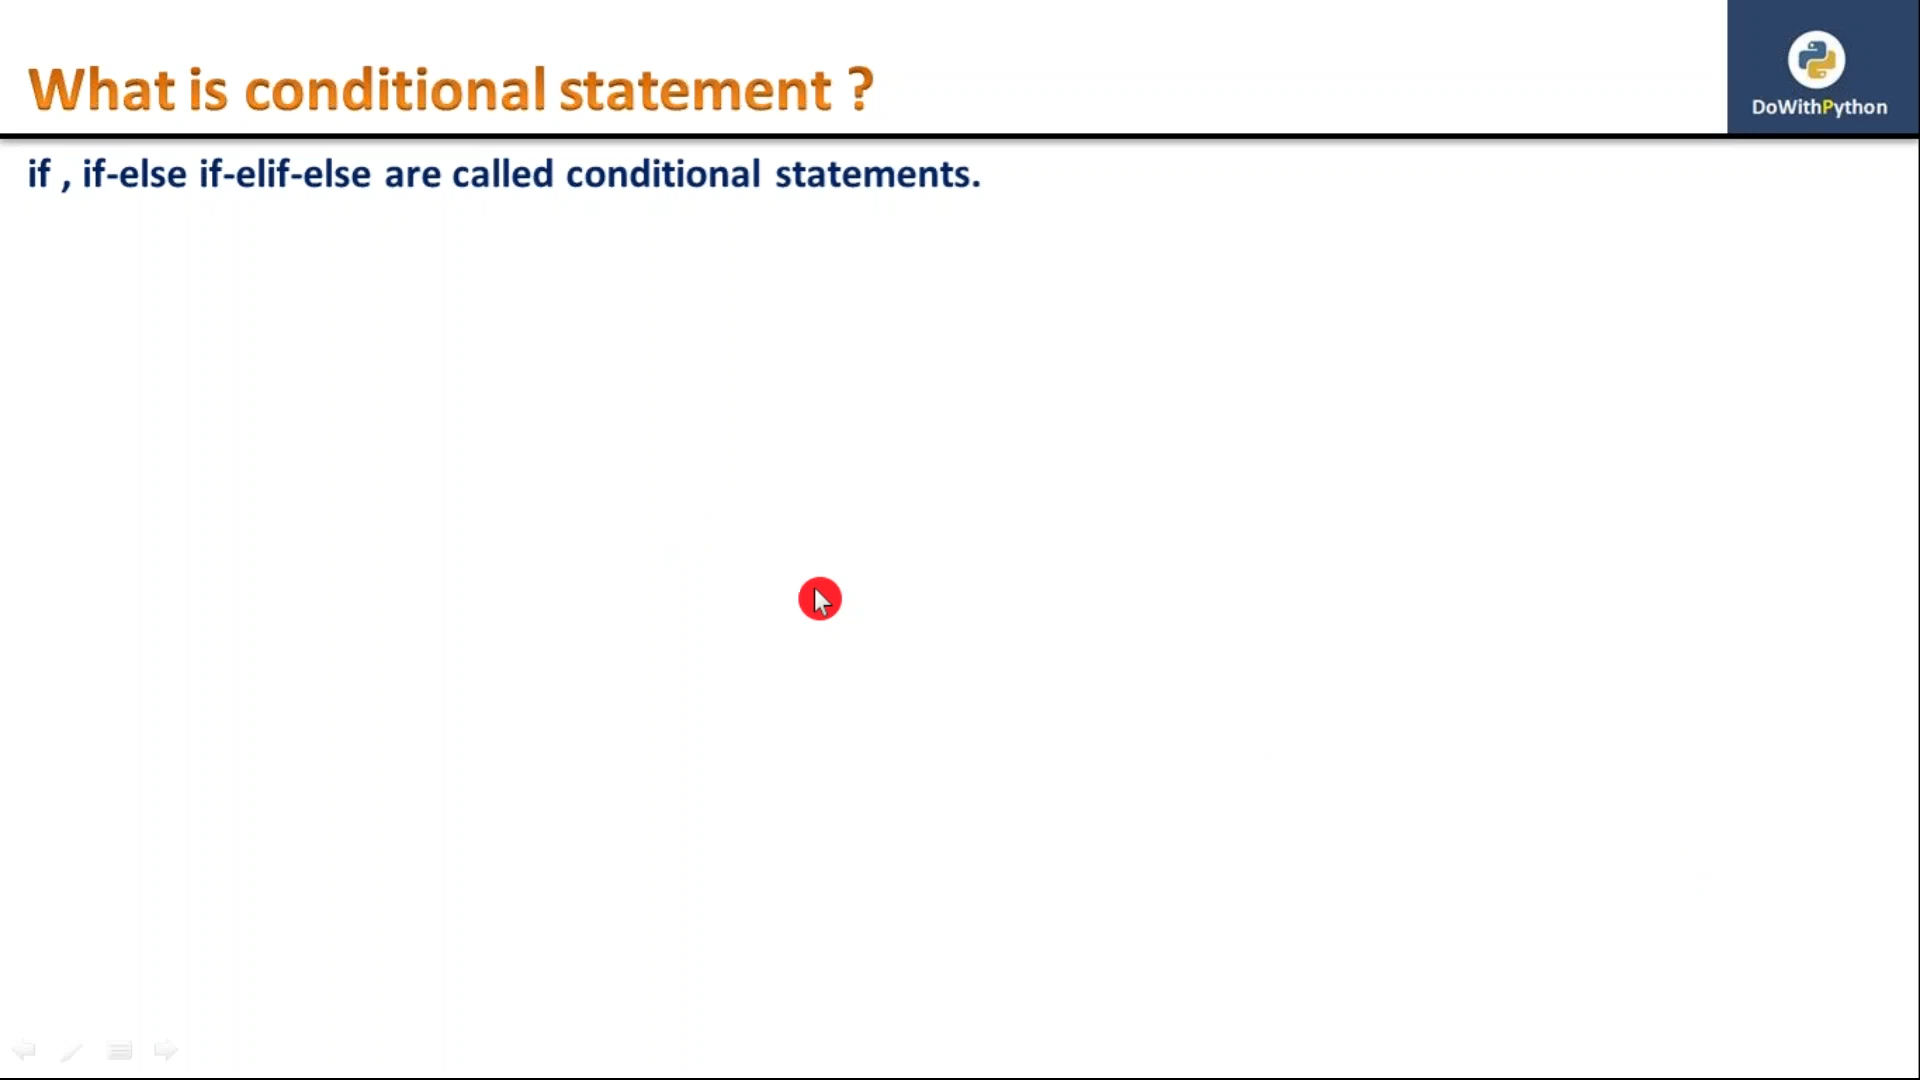 What is conditional statement ?
DoWithPython
if , if-else if-elif-else are called conditional statements.